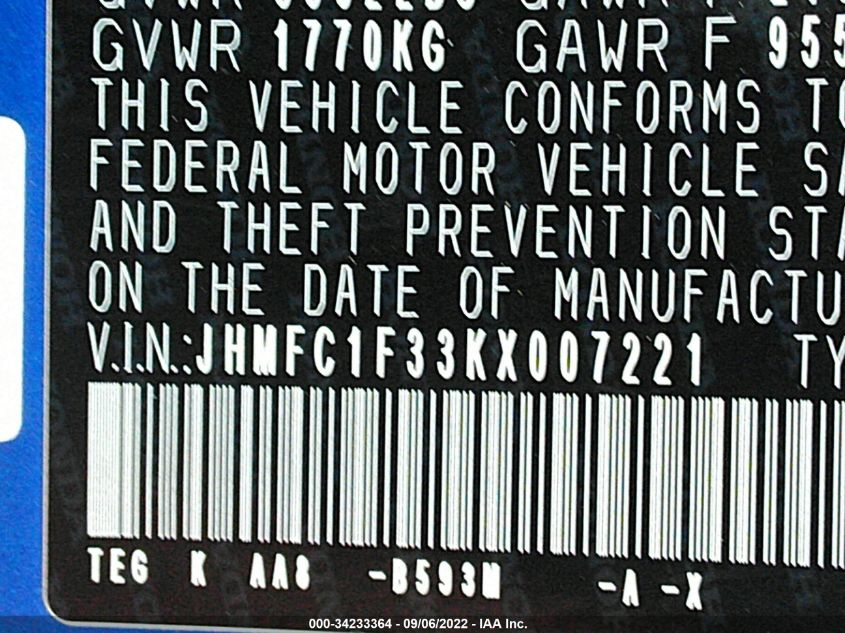 GVWR 1770KG GAWR F 955
THIS VEHICLE CONFORMS TO
FEDERAL MOTOR VEHICLE SA
AND THEFT PREVENTION STA
ON THE DATE OF MANUFACTU
V.I.N.:JHMFC1F33KX007221 TY
TEG K AA8 -B593M -A -X
000-34233364 - 09/06/2022 - IAA Inc.